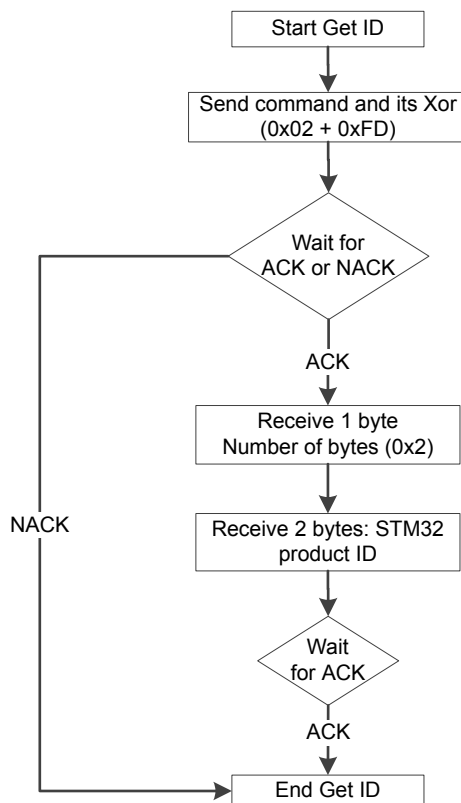 Start Get ID
Send command and its Xor
(0x02 + 0xFD)
Wait for
ACK or NACK
ACK
Receive 1 byte
Number of bytes (0x2)
NACK
Receive 2 bytes: STM32
product ID
Wait
for ACK
ACK
End Get ID